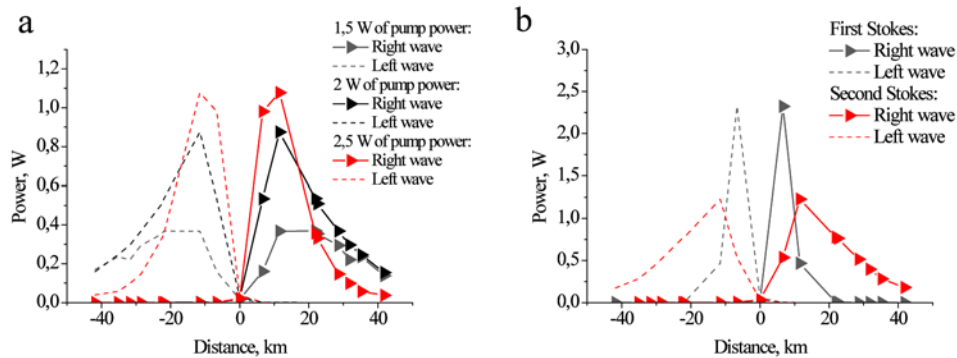 a
1,5 W of pump power:
Right wave
Left wave
2 W of pump power:
Right wave
Left wave
2,5 W of pump power:
Right wave
Left wave
Power, W
1,2
1,0
0,8
0,6
0,4
0,2
0,0
-40 -20 0 20 40
Distance, km
b
First Stokes:
Right wave
Left wave
Second Stokes:
Right wave
Left wave
Power, W
3,0
2,5
2,0
1,5
1,0
0,5
0,0
-40 -20 0 20 40
Distance, km